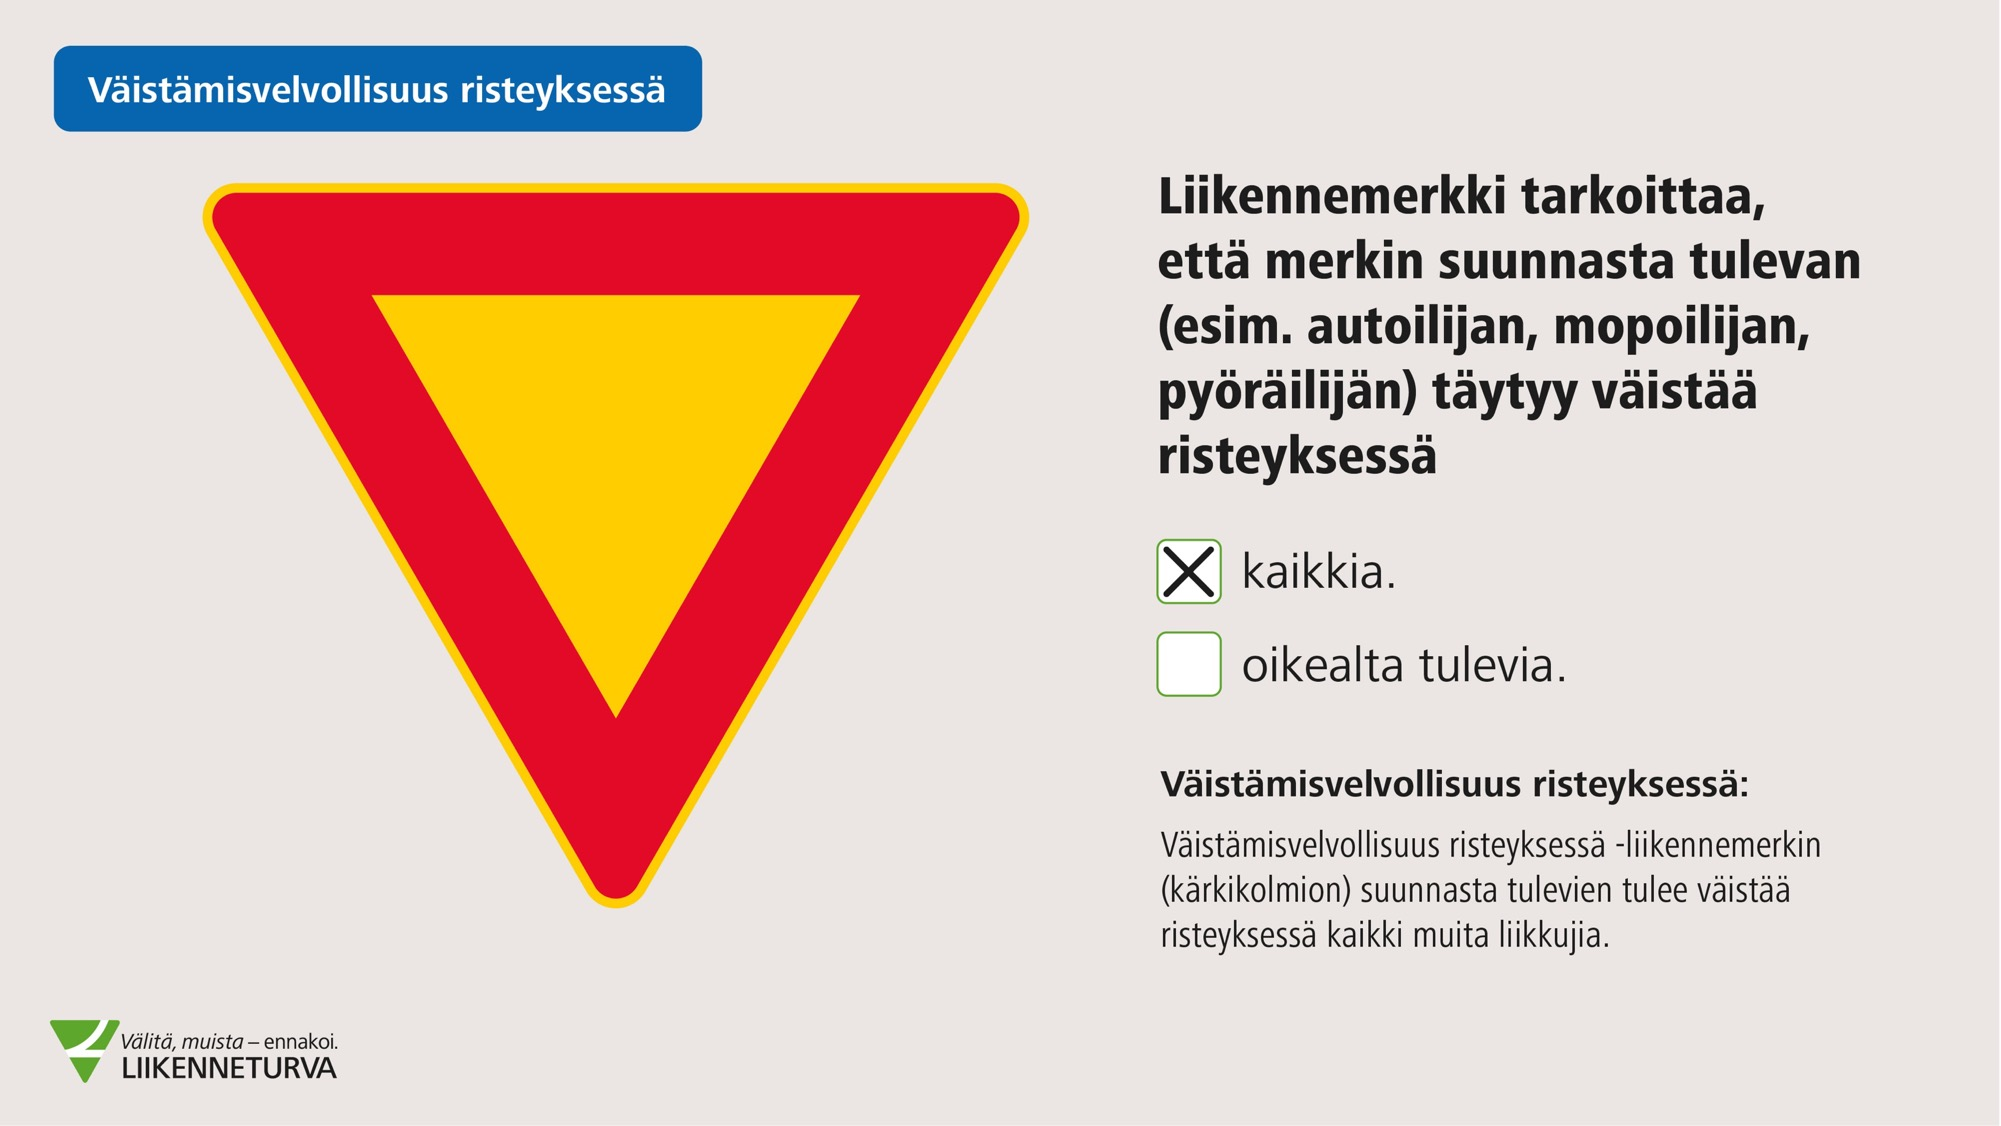 Väistämisvelvollisuus risteyksessä
Liikennemerkki tarkoittaa,
että merkin suunnasta tulevan
(esim. autoilijan, mopoilijan,
pyöräilijän) täytyy väistää
risteyksessä
kaikkia.
oikealta tulevia.
Väistämisvelvollisuus risteyksessä:
Väistämisvelvollisuus risteyksessä -liikennemerkin
(kärkikolmion) suunnasta tulevien tulee väistää
risteyksessä kaikki muita liikkujia.
Välitä, muista – ennakoi.
LIIKENNETURVA